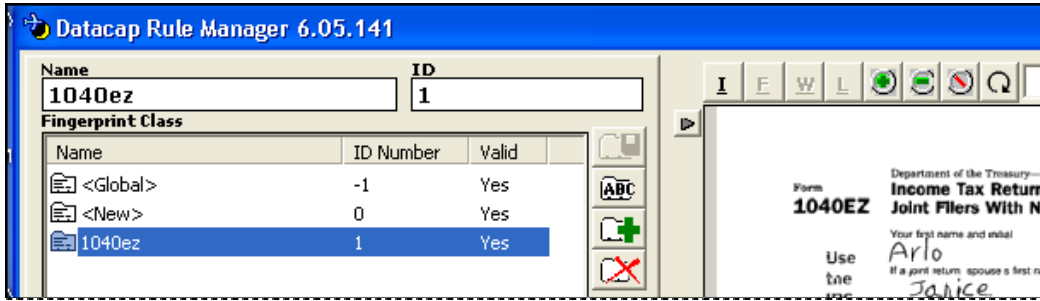 Datacap Rule Manager 6.05.141
Name ID
1040ez 1
Fingerprint Class
Name ID Number Valid
<Global> -1 Yes
<New> 0 Yes
1040ez 1 Yes
ABC
I F W L
Department of the Treasury—
Form Income Tax Return
1040EZ Joint Filers With N
Your first name and initial
Arlo
Use If a joint return spouse s first n
the Janice